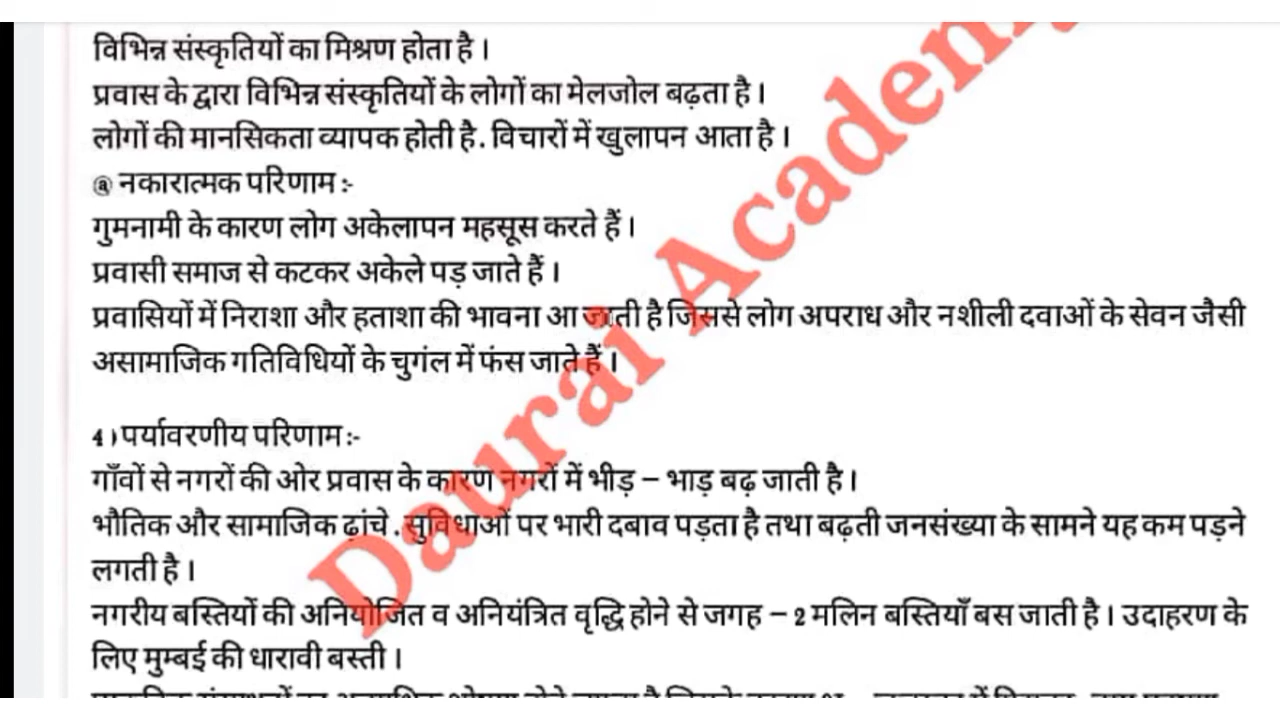 विभिन्न संस्कृतियों का मिश्रण होता है ।
प्रवास के द्वारा विभिन्न संस्कृतियों के लोगों का मेलजोल बढ़ता है ।
लोगों की मानसिकता व्यापक होती है . विचारों में खुलापन आता है ।
@ नकारात्मक परिणाम :-
गुमनामी के कारण लोग अकेलापन महसूस करते हैं ।
प्रवासी समाज से कटकर अकेले पड़ जाते हैं ।
प्रवासियों में निराशा और हताशा की भावना आ जाती है जिससे लोग अपराध और नशीली दवाओं के सेवन जैसी
असामाजिक गतिविधियों के चुगंल में फंस जाते हैं ।
4 ) पर्यावरणीय परिणाम :-
गाँवों से नगरों की ओर प्रवास के कारण नगरों में भीड़ – भाड़ बढ़ जाती है ।
भौतिक और सामाजिक ढ़ांचे . सुविधाओं पर भारी दबाव पड़ता है तथा बढ़ती जनसंख्या के सामने यह कम पड़ने
लगती है ।
नगरीय बस्तियों की अनियोजित व अनियंत्रित वृद्धि होने से जगह – 2 मलिन बस्तियाँ बस जाती है । उदाहरण के
लिए मुम्बई की धारावी बस्ती ।
Daurai Academy